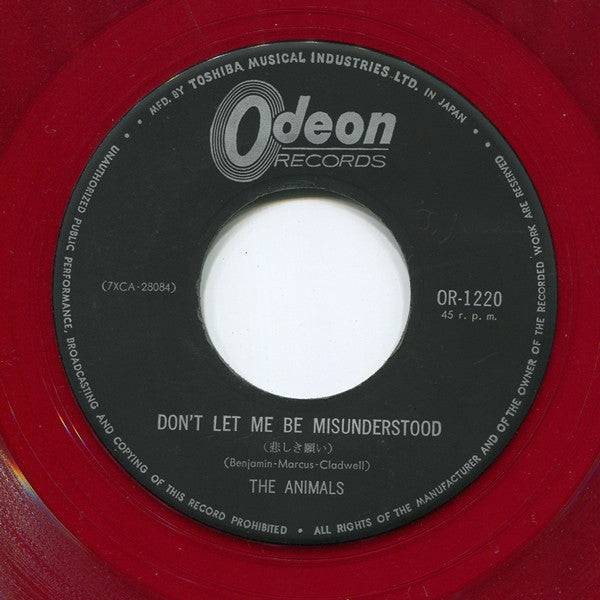 • MFD. BY TOSHIBA MUSICAL INDUSTRIES LTD. IN JAPAN •
Odeon
RECORDS
(7XCA-28084)
OR-1220
45 r. p. m.
DON'T LET ME BE MISUNDERSTOOD
(悲しき願い)
(Benjamin-Marcus-Cladwell)
THE ANIMALS
UNAUTHORIZED PUBLIC PERFORMANCE, BROADCASTING AND COPYING OF THIS RECORD PROHIBITED • ALL RIGHTS OF THE MANUFACTURER AND OF THE OWNER OF THE RECORDED WORK ARE RESERVED